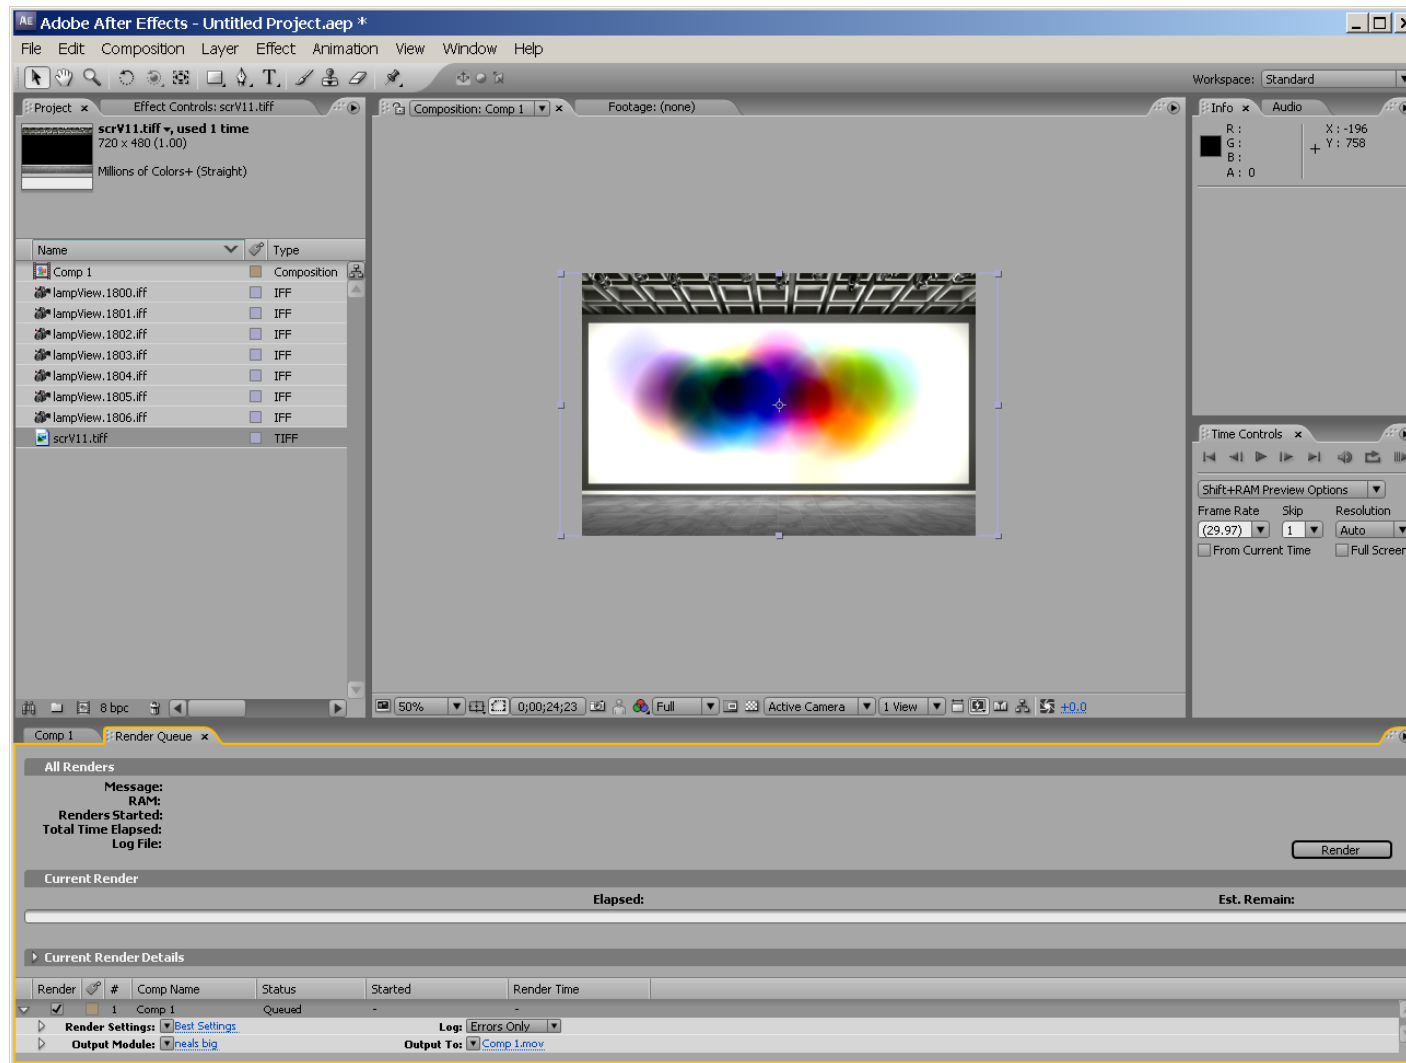 AE Adobe After Effects - Untitled Project.aep *
File Edit Composition Layer Effect Animation View Window Help
Workspace: Standard
Project × Effect Controls: scrV11.tiff
Composition: Comp 1 × Footage: (none)
Info × Audio
scrV11.tiff, used 1 time
720 x 480 (1.00)
Millions of Colors+ (Straight)
R :
G :
B :
A : 0
X : -196
Y : 758
Name Type
Comp 1 Composition
lampView.1800.iff IFF
lampView.1801.iff IFF
lampView.1802.iff IFF
lampView.1803.iff IFF
lampView.1804.iff IFF
lampView.1805.iff IFF
lampView.1806.iff IFF
scrV11.tiff TIFF
Time Controls ×
Shift+RAM Preview Options
Frame Rate Skip Resolution
(29.97) 1 Auto
From Current Time Full Screen
8 bpc
50% 0;00;24;23 Full Active Camera 1 View +0.0
Comp 1 Render Queue ×
All Renders
Message:
RAM:
Renders Started:
Total Time Elapsed:
Log File:
Render
Current Render
Elapsed: Est. Remain:
Current Render Details
Render # Comp Name Status Started Render Time
1 Comp 1 Queued - -
Render Settings: Best Settings Log: Errors Only
Output Module: neals big Output To: Comp 1.mov